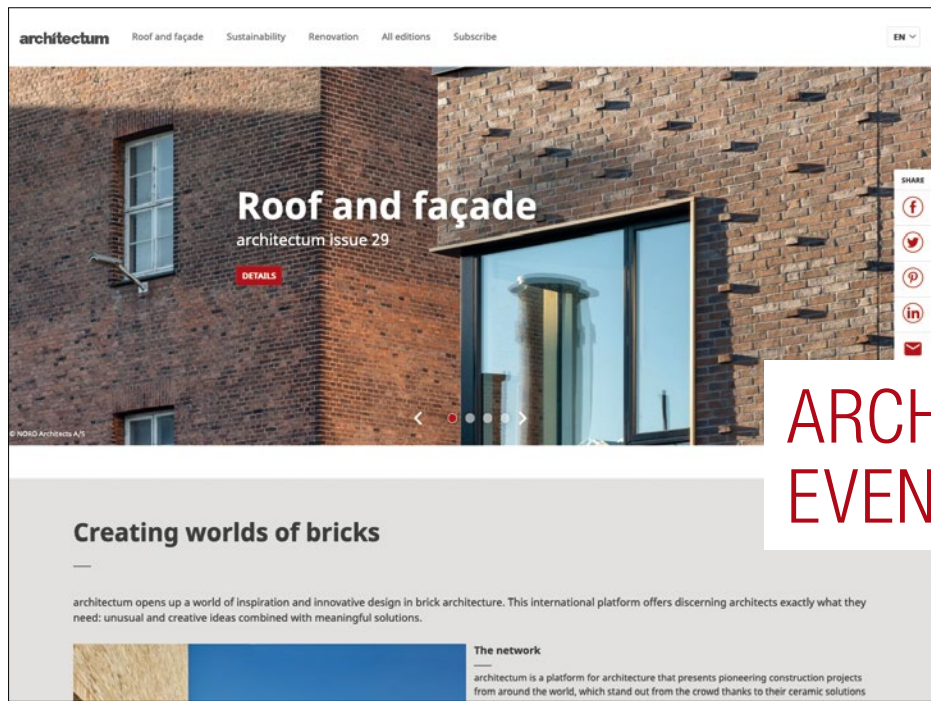 architectum
Roof and façade
Sustainability
Renovation
All editions
Subscribe
EN
SHARE
Roof and façade
architectum issue 29
DETAILS
© NORD Architects A/S
ARCH
EVEN
Creating worlds of bricks
architectum opens up a world of inspiration and innovative design in brick architecture. This international platform offers discerning architects exactly what they
need: unusual and creative ideas combined with meaningful solutions.
The network
architectum is a platform for architecture that presents pioneering construction projects
from around the world, which stand out from the crowd thanks to their ceramic solutions